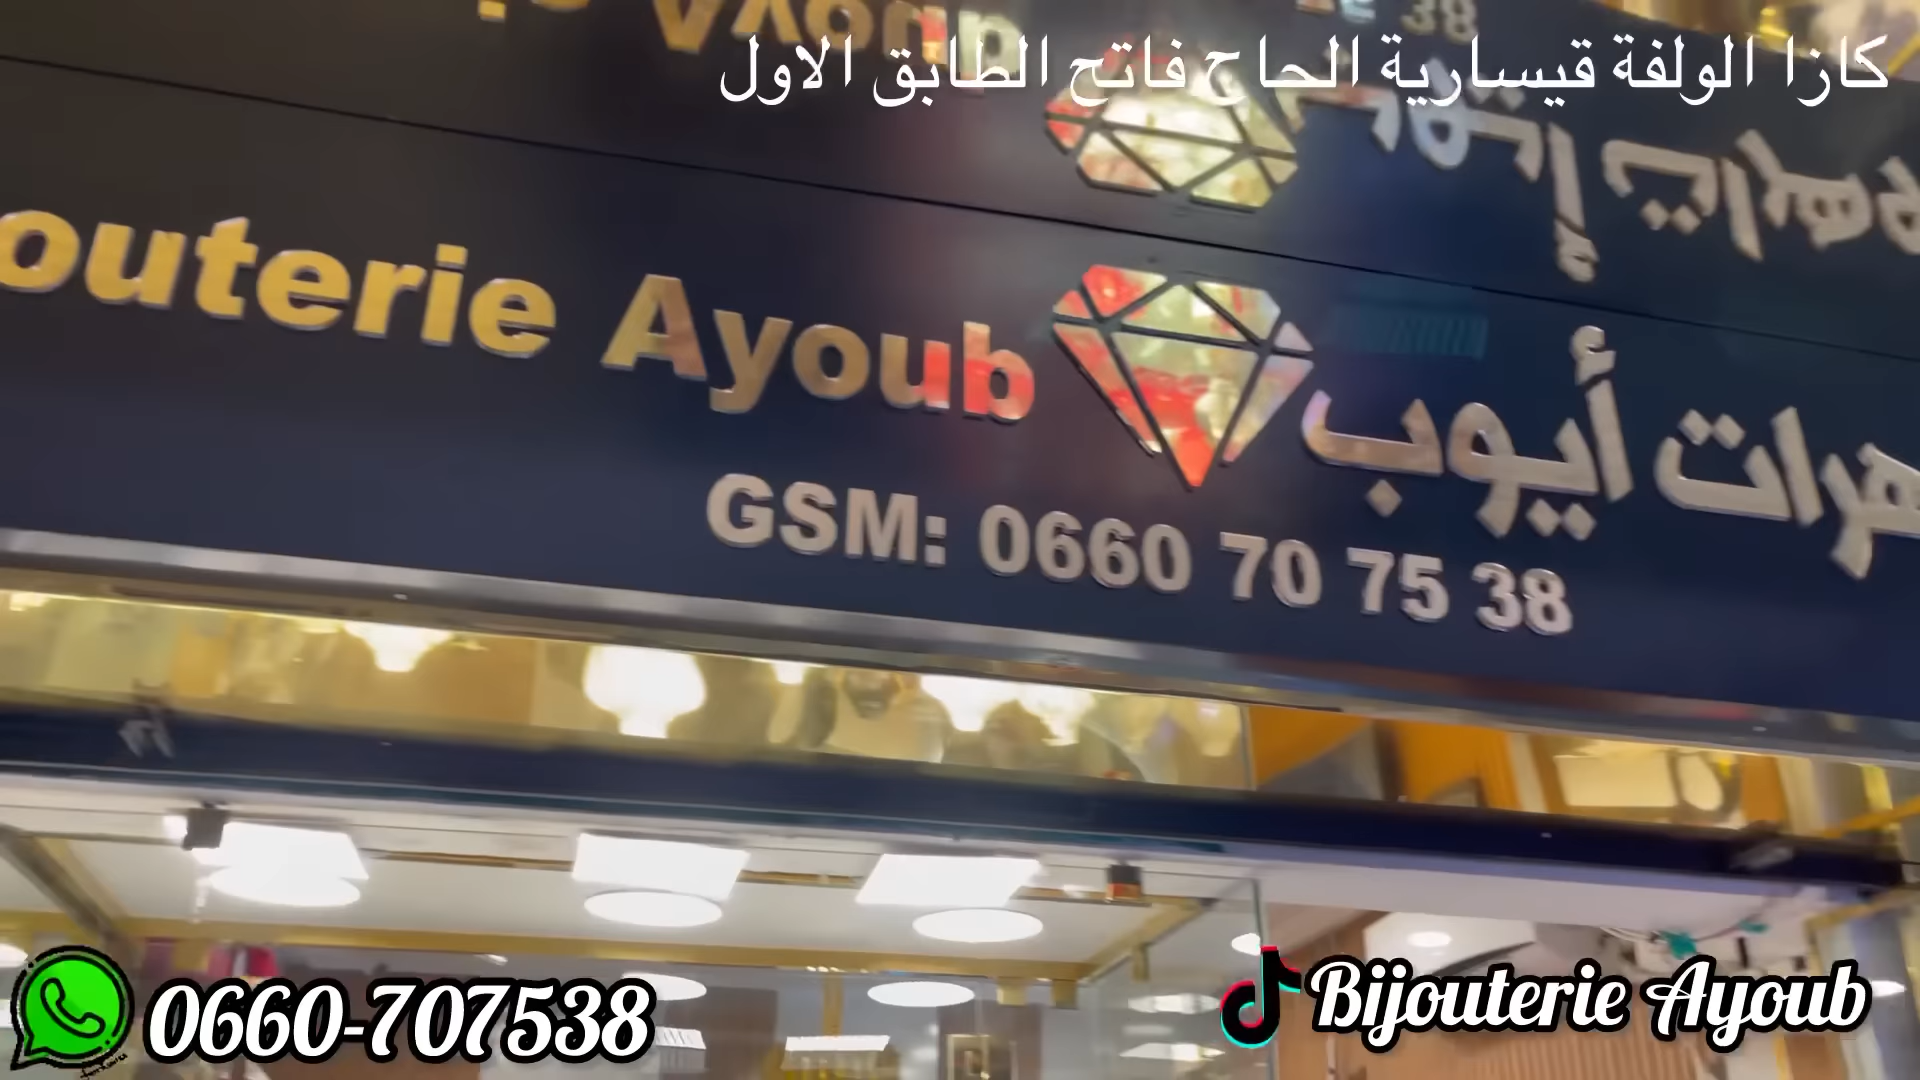 كازا الولفة قيسارية الحاج فاتح الطابق الاول
outerie Ayoub
هرات أيوب
GSM: 0660 70 75 38
0660-707538
Bijouterie Ayoub